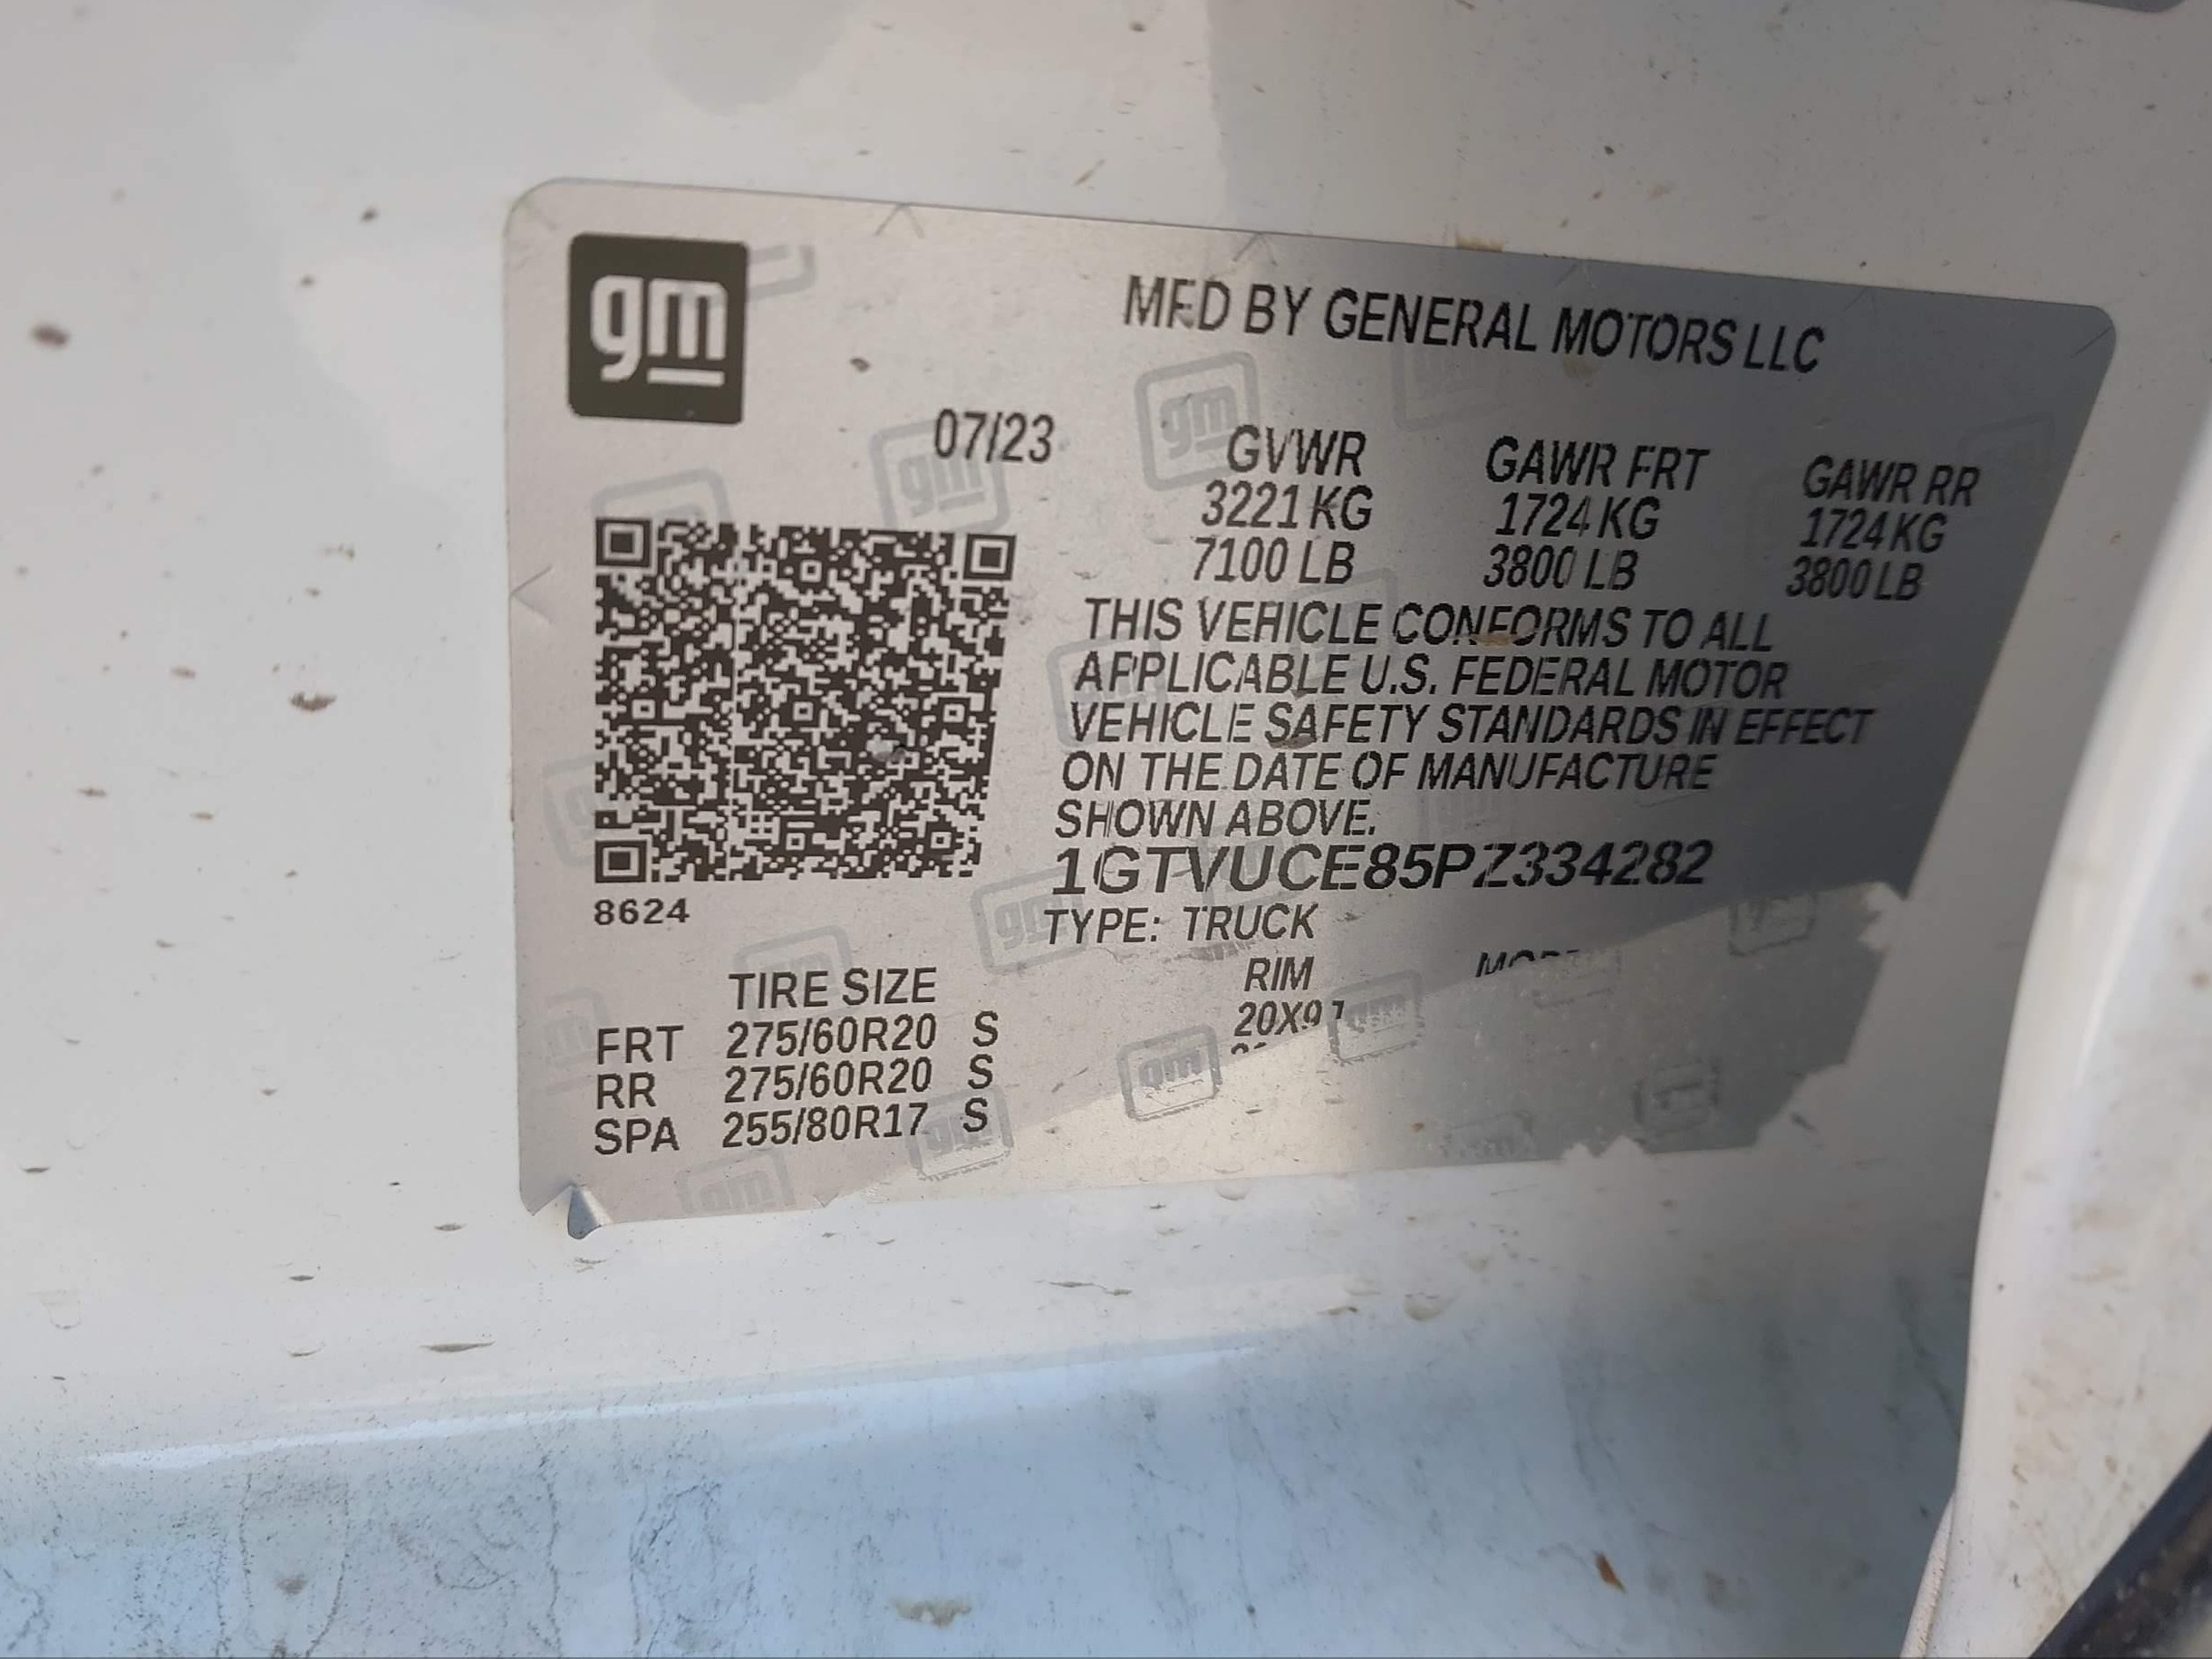 gm
MFD BY GENERAL MOTORS LLC
07/23
GVWR GAWR FRT GAWR RR
3221 KG 1724 KG 1724 KG
7100 LB 3800 LB 3800 LB
THIS VEHICLE CONFORMS TO ALL
APPLICABLE U.S. FEDERAL MOTOR
VEHICLE SAFETY STANDARDS IN EFFECT
ON THE DATE OF MANUFACTURE
SHOWN ABOVE.
1GTVUCE85PZ334282
8624
TYPE: TRUCK
TIRE SIZE RIM
FRT 275/60R20 S 20X9J
RR 275/60R20 S
SPA 255/80R17 S